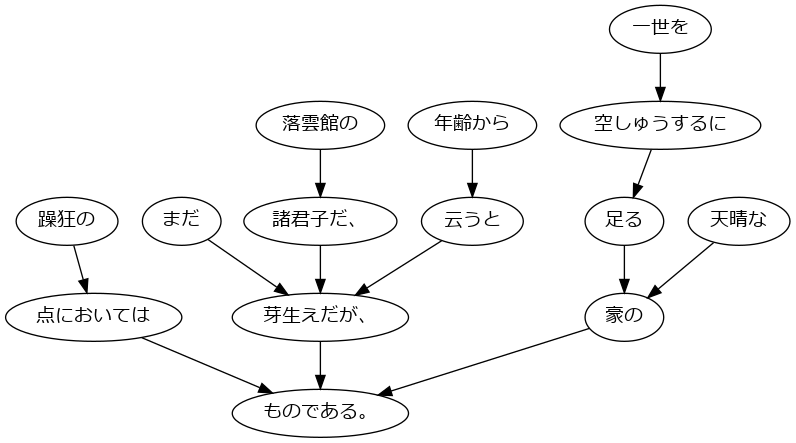 一世を
落雲館の
年齢から
空しゅうするに
躁狂の
まだ
諸君子だ、
云うと
足る
天晴な
点においては
芽生えだが、
豪の
ものである。